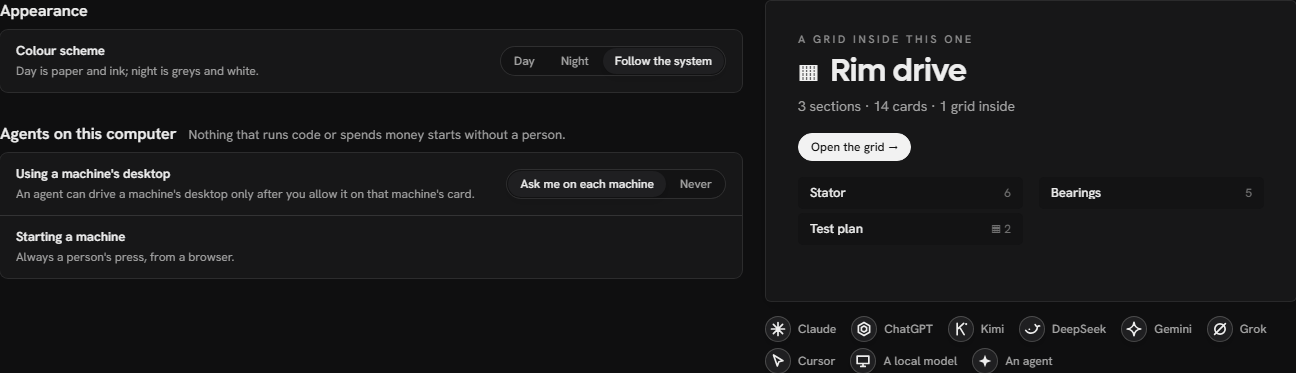 Appearance
Colour scheme
Day is paper and ink; night is greys and white.
Day Night Follow the system
Agents on this computer Nothing that runs code or spends money starts without a person.
Using a machine's desktop
An agent can drive a machine's desktop only after you allow it on that machine's card.
Ask me on each machine Never
Starting a machine
Always a person's press, from a browser.
A GRID INSIDE THIS ONE
Rim drive
3 sections · 14 cards · 1 grid inside
Open the grid →
Stator 6
Bearings 5
Test plan 2
Claude ChatGPT Kimi DeepSeek Gemini Grok
Cursor A local model An agent